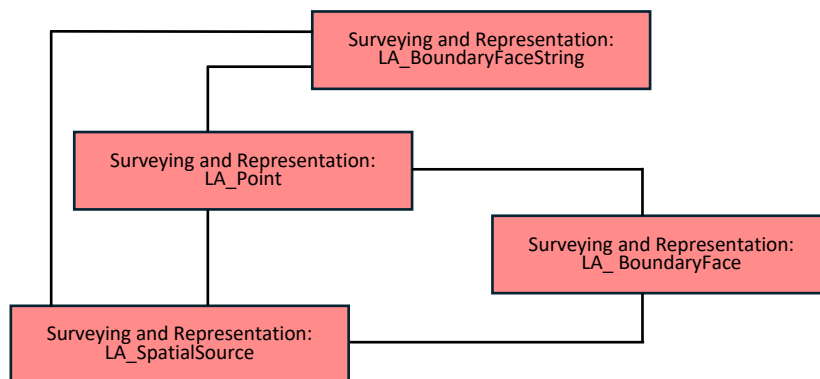 Surveying and Representation:
LA_BoundaryFaceString
Surveying and Representation:
LA_Point
Surveying and Representation:
LA_ BoundaryFace
Surveying and Representation:
LA_SpatialSource